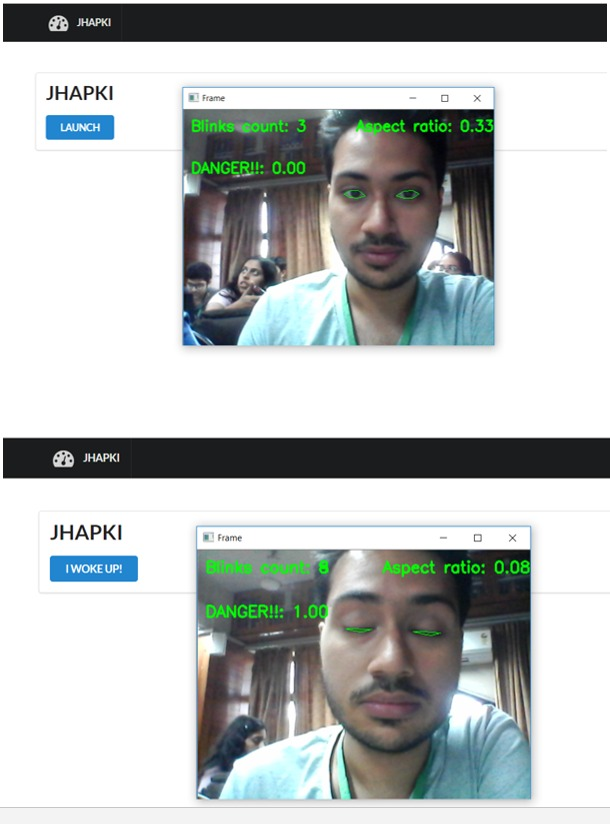 JHAPKI
JHAPKI
LAUNCH
Frame
Blinks count: 3 Aspect ratio: 0.33
DANGER!!: 0.00
JHAPKI
JHAPKI
I WOKE UP!
Frame
Blinks count: 8 Aspect ratio: 0.08
DANGER!!: 1.00